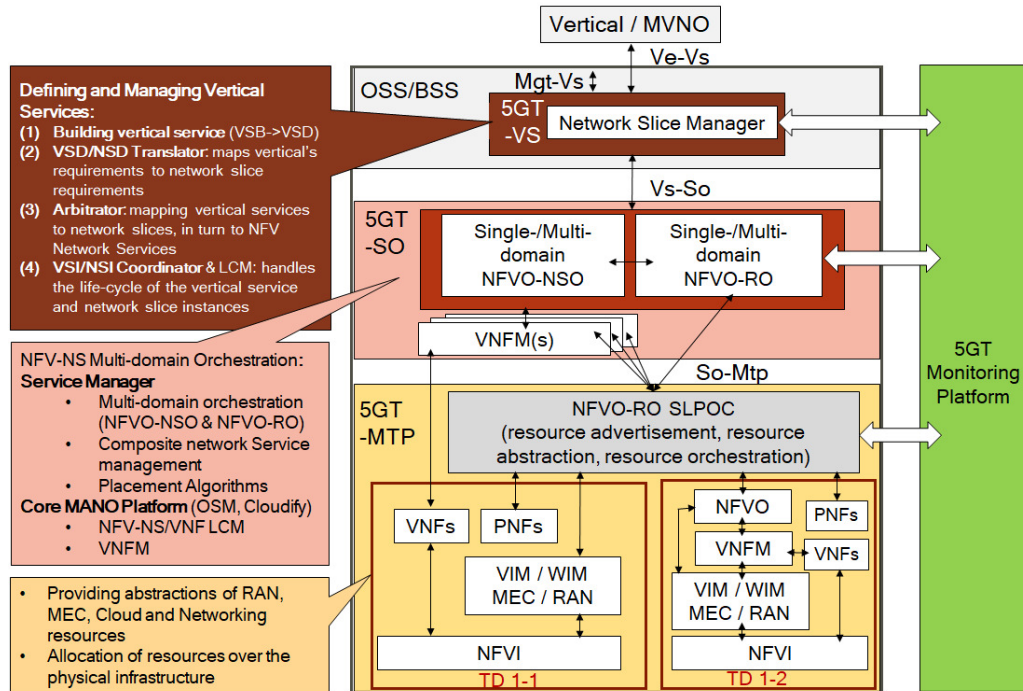 Vertical / MVNO
Ve-Vs
Mgt-Vs
OSS/BSS
5GT
-VS
Network Slice Manager
Defining and Managing Vertical
Services:
(1) Building vertical service (VSB->VSD)
(2) VSD/NSD Translator: maps vertical's
requirements to network slice
requirements
(3) Arbitrator: mapping vertical services
to network slices, in turn to NFV
Network Services
(4) VSI/NSI Coordinator & LCM: handles
the life-cycle of the vertical service
and network slice instances
Vs-So
5GT
-SO
Single-/Multi-
domain
NFVO-NSO
Single-/Multi-
domain
NFVO-RO
VNFM(s)
So-Mtp
NFV-NS Multi-domain Orchestration:
Service Manager
• Multi-domain orchestration
(NFVO-NSO & NFVO-RO)
• Composite network Service
management
• Placement Algorithms
Core MANO Platform (OSM, Cloudify)
• NFV-NS/VNF LCM
• VNFM
5GT
-MTP
NFVO-RO SLPOC
(resource advertisement, resource
abstraction, resource orchestration)
VNFs
PNFs
VIM / WIM
MEC / RAN
NFVI
TD 1-1
NFVO
PNFs
VNFM
VNFs
VIM / WIM
MEC / RAN
NFVI
TD 1-2
• Providing abstractions of RAN,
MEC, Cloud and Networking
resources
• Allocation of resources over the
physical infrastructure
5GT
Monitoring
Platform